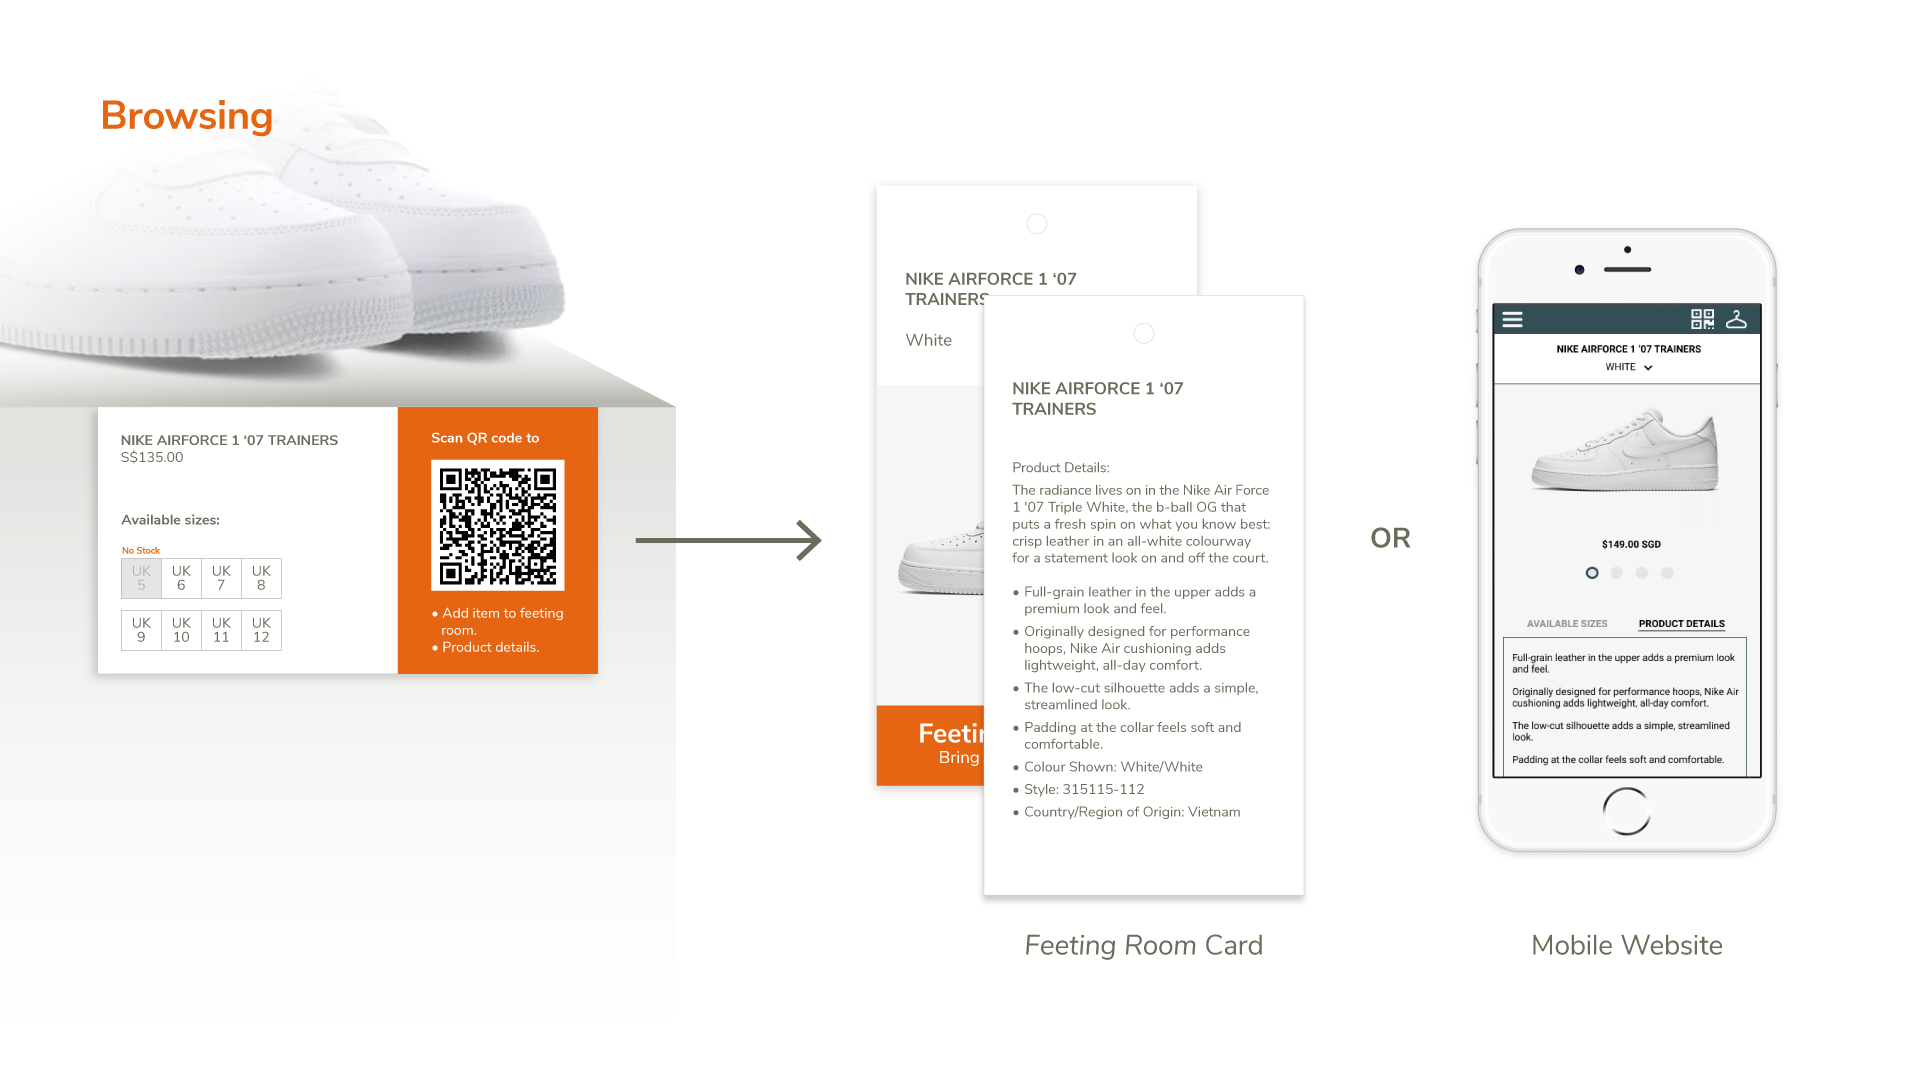 Browsing
NIKE AIRFORCE 1 ‘07 TRAINERS
S$135.00
Available sizes:
No Stock
UK 5 UK 6 UK 7 UK 8
UK 9 UK 10 UK 11 UK 12
Scan QR code to
• Add item to feeting
room.
• Product details.
NIKE AIRFORCE 1 ‘07
TRAINERS
White
Bring
NIKE AIRFORCE 1 ‘07
TRAINERS
Product Details:
The radiance lives on in the Nike Air Force
1 '07 Triple White, the b-ball OG that
puts a fresh spin on what you know best:
crisp leather in an all-white colourway
for a statement look on and off the court.
• Full-grain leather in the upper adds a
premium look and feel.
• Originally designed for performance
hoops, Nike Air cushioning adds
lightweight, all-day comfort.
• The low-cut silhouette adds a simple,
streamlined look.
• Padding at the collar feels soft and
comfortable.
• Colour Shown: White/White
• Style: 315115-112
• Country/Region of Origin: Vietnam
Feeting Room Card
OR
NIKE AIRFORCE 1 '07 TRAINERS
WHITE
$149.00 SGD
AVAILABLE SIZES PRODUCT DETAILS
Full-grain leather in the upper adds a premium look
and feel.
Originally designed for performance hoops, Nike Air
cushioning adds lightweight, all-day comfort.
The low-cut silhouette adds a simple, streamlined
look.
Padding at the collar feels soft and comfortable.
Mobile Website